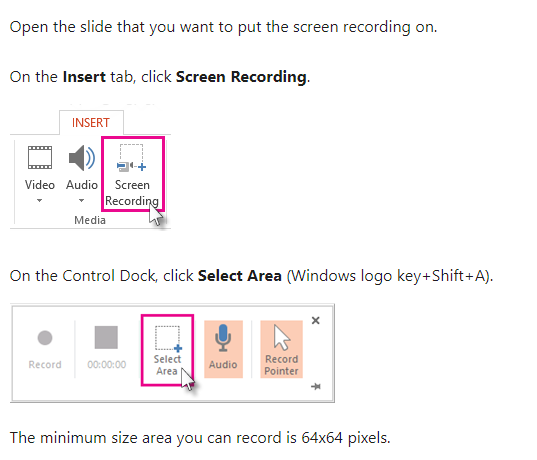 Open the slide that you want to put the screen recording on.
On the Insert tab, click Screen Recording.
INSERT
Video Audio Screen
Recording
Media
On the Control Dock, click Select Area (Windows logo key+Shift+A).
Record 00:00:00 Select Area Audio Record Pointer
The minimum size area you can record is 64x64 pixels.